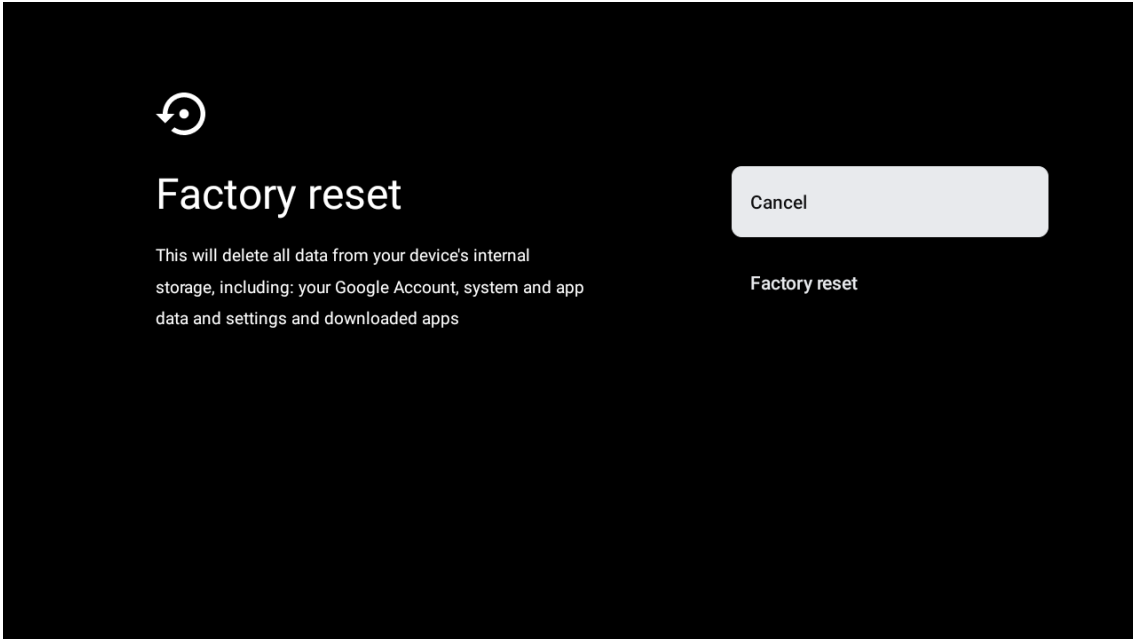 Factory reset
This will delete all data from your device's internal
storage, including: your Google Account, system and app
data and settings and downloaded apps
Cancel
Factory reset